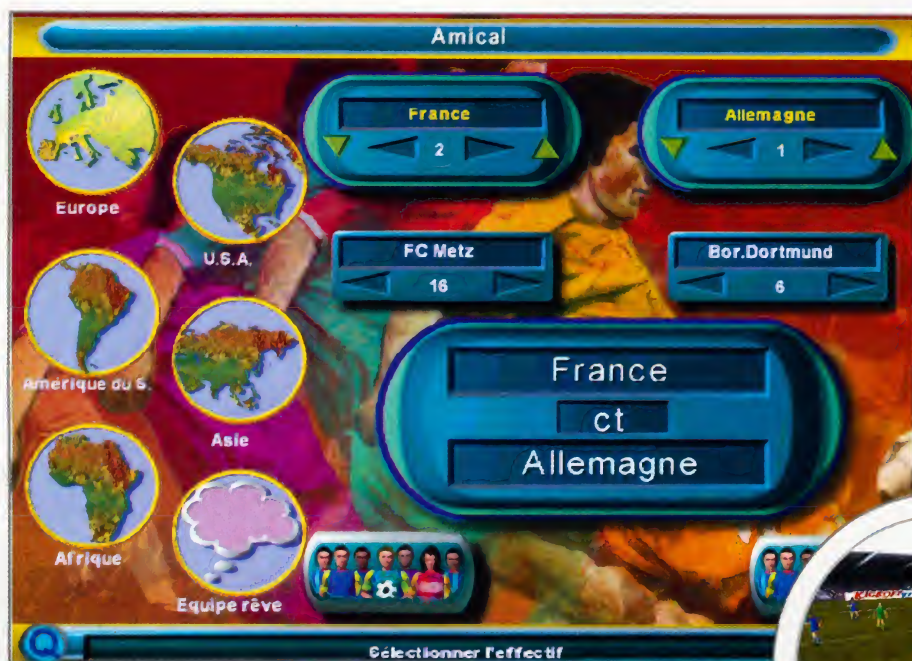 Amical
France
2
Allemagne
1
Europe
U.S.A.
FC Metz
16
Bor.Dortmund
6
Amérique du S.
Asie
France
ct
Allemagne
Afrique
Equipe rêve
Q
Sélectionner l'effectif
KICKOFF